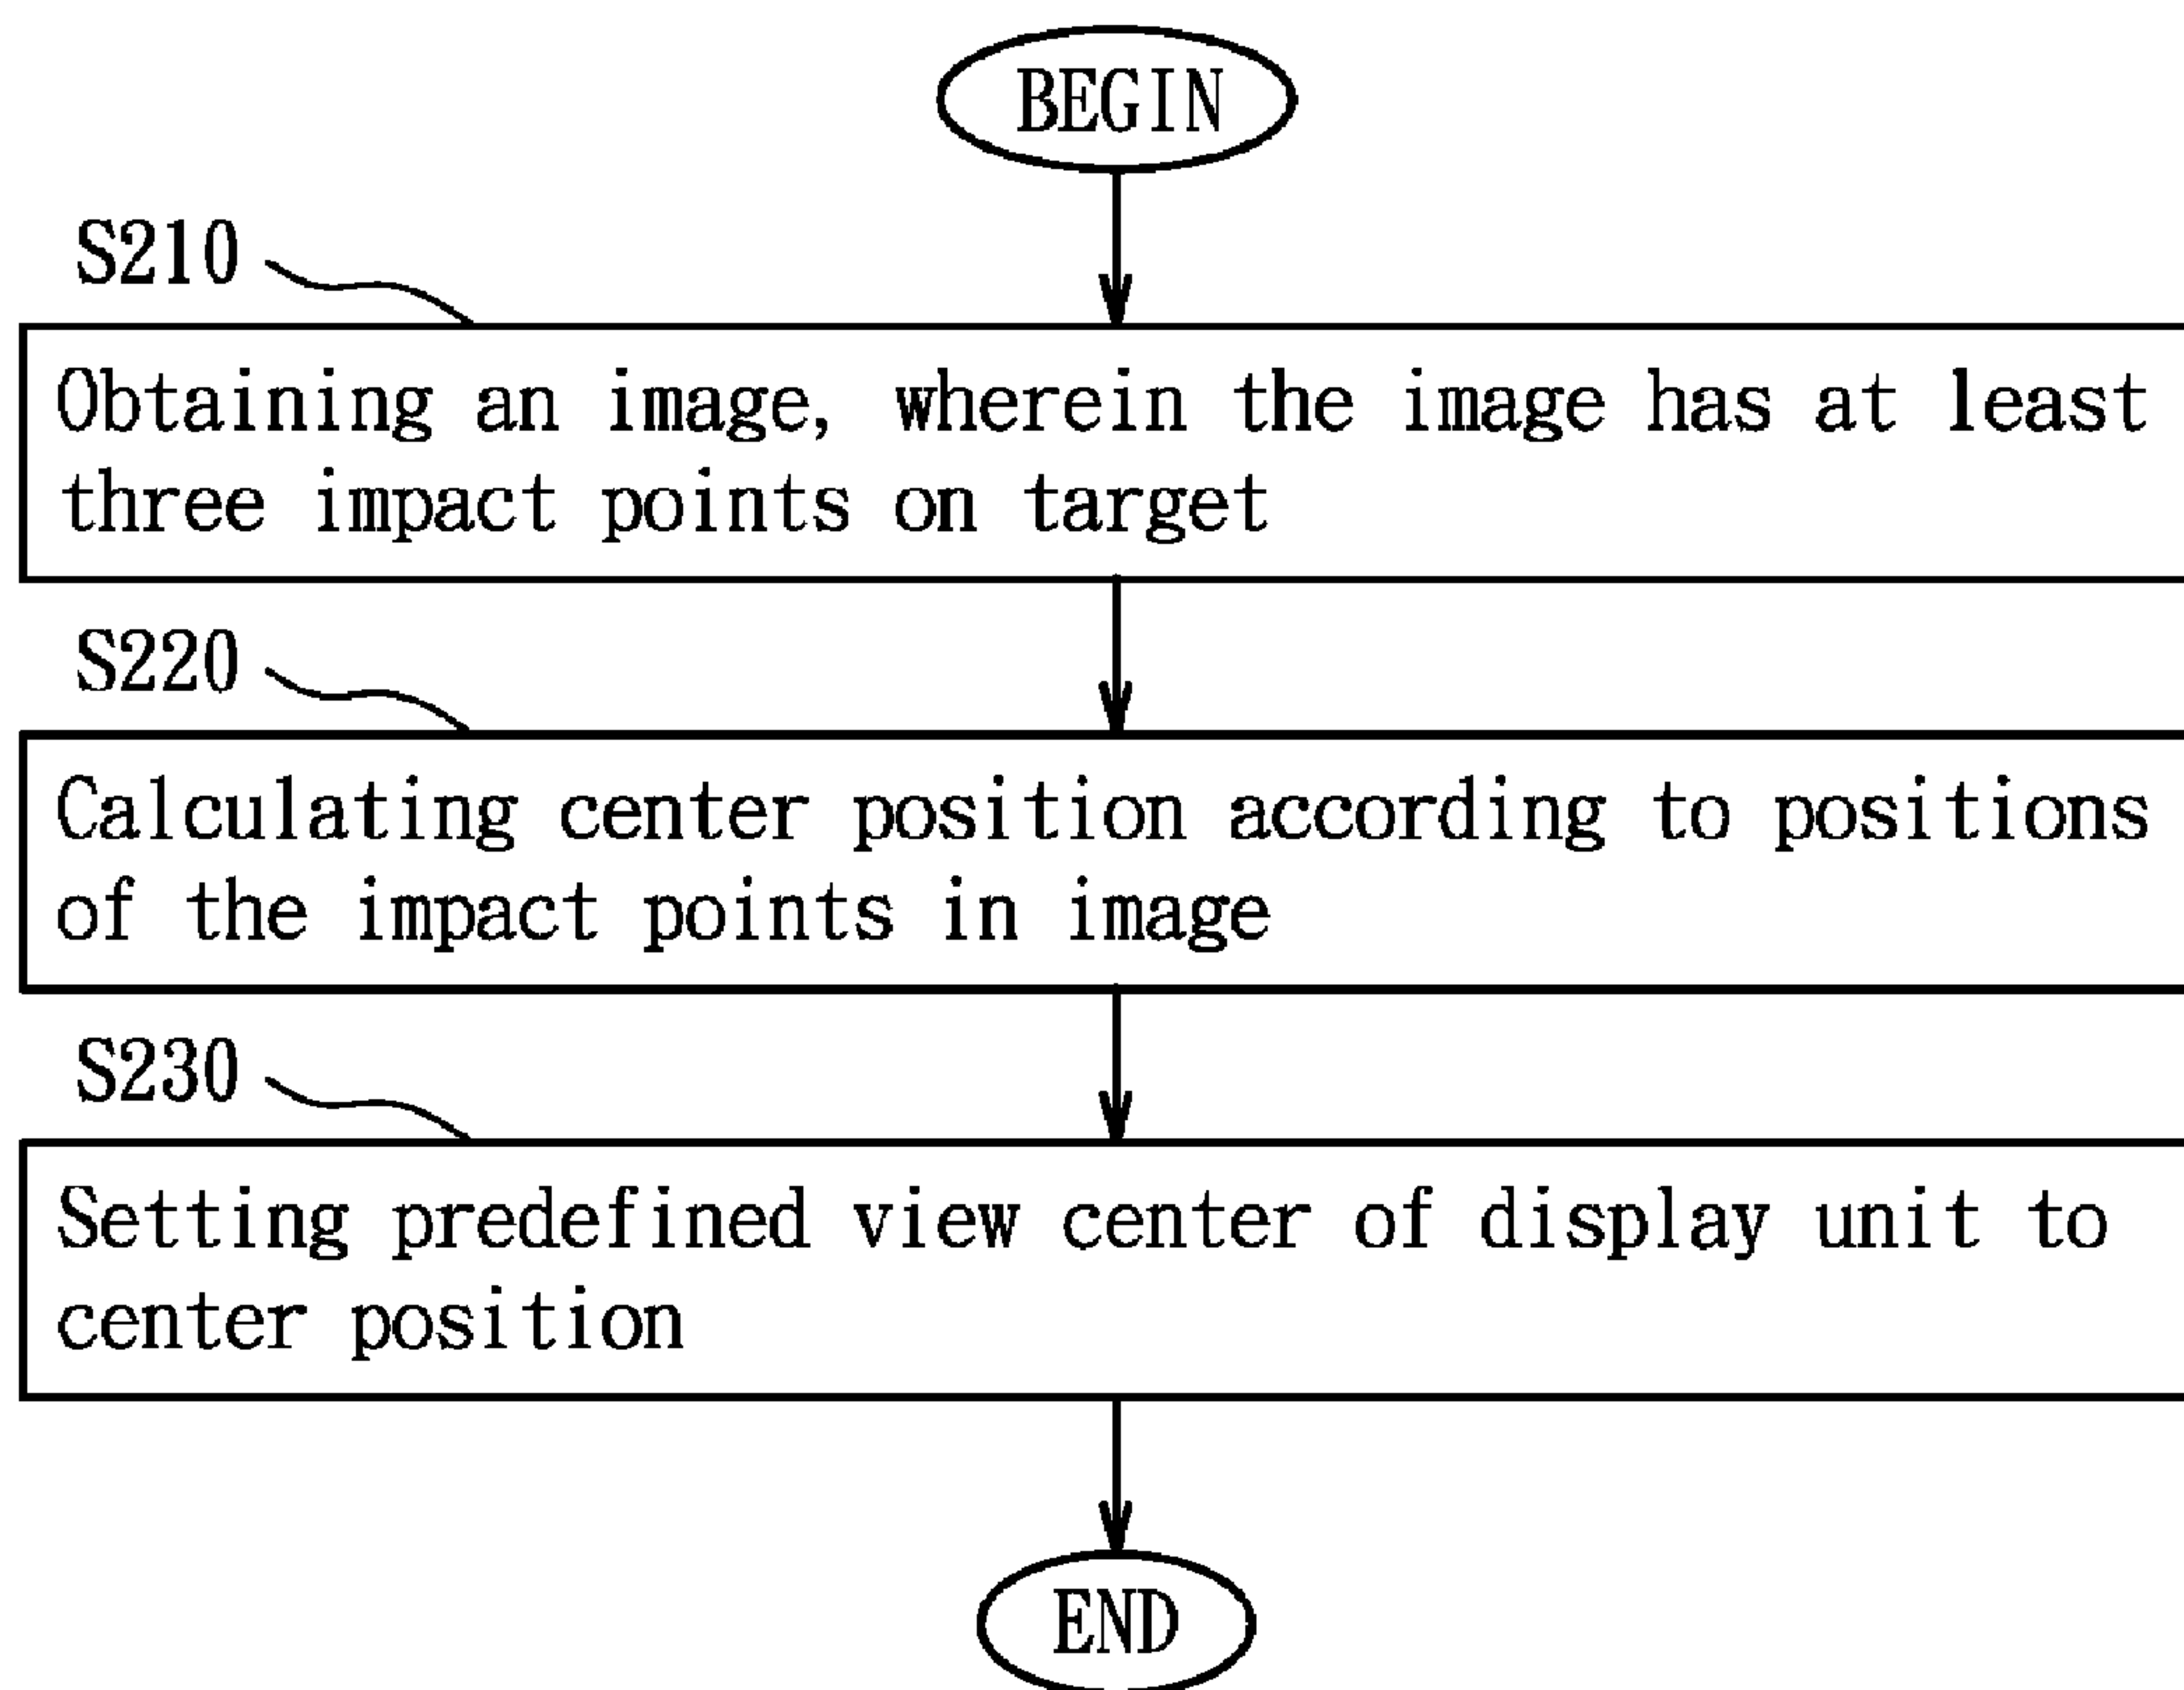 BEGIN
S210
Obtaining an image, wherein the image has at least
three impact points on target
S220
Calculating center position according to positions
of the impact points in image
S230
Setting predefined view center of display unit to
center position
END